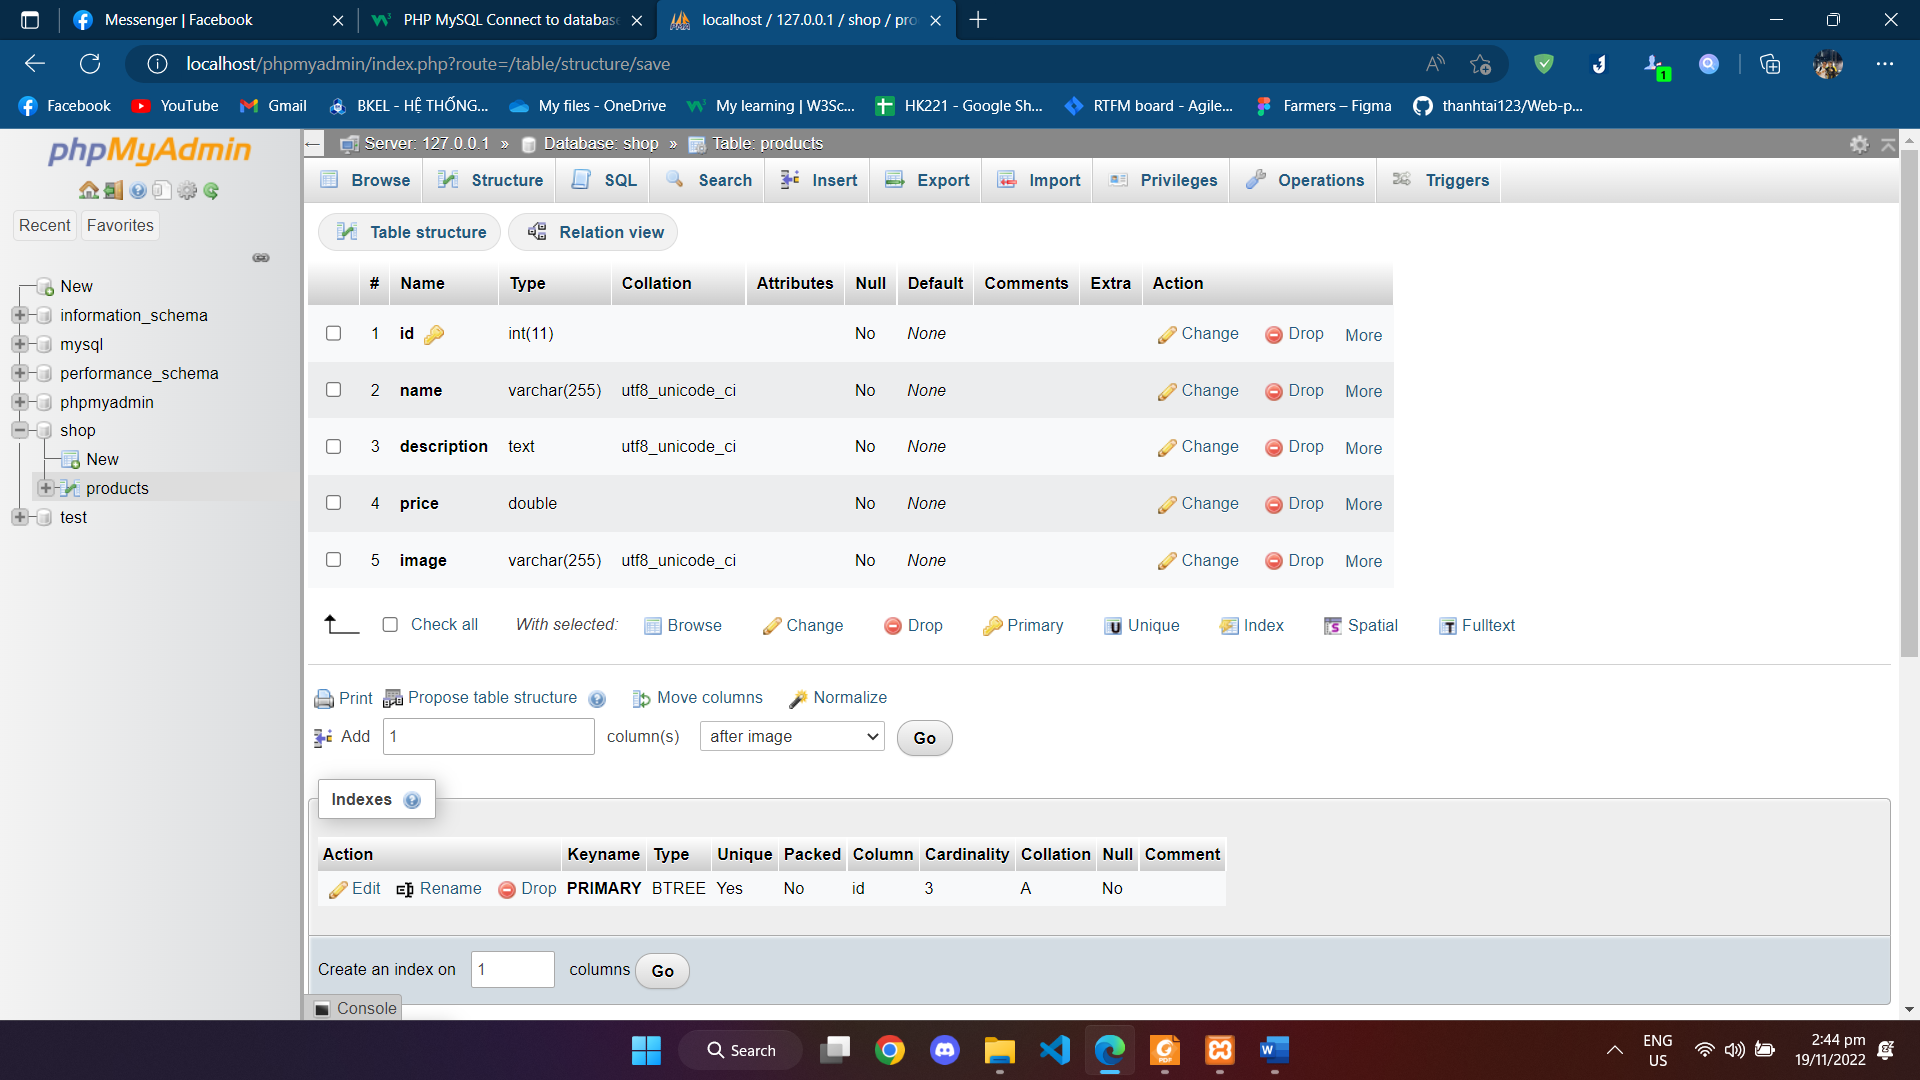 Messenger | Facebook
PHP MySQL Connect to database
localhost / 127.0.0.1 / shop / pro
localhost/phpmyadmin/index.php?route=/table/structure/save
1
Facebook YouTube Gmail BKEL - HỆ THỐNG... My files - OneDrive My learning | W3Sc... HK221 - Google Sh... RTFM board - Agile... Farmers – Figma thanhtai123/Web-p...
phpMyAdmin
Recent Favorites
New
information_schema
mysql
performance_schema
phpmyadmin
shop
New
products
test
Server: 127.0.0.1 » Database: shop » Table: products
Browse Structure SQL Search Insert Export Import Privileges Operations Triggers
Table structure Relation view
# Name Type Collation Attributes Null Default Comments Extra Action
1 id int(11) No None Change Drop More
2 name varchar(255) utf8_unicode_ci No None Change Drop More
3 description text utf8_unicode_ci No None Change Drop More
4 price double No None Change Drop More
5 image varchar(255) utf8_unicode_ci No None Change Drop More
Check all With selected: Browse Change Drop Primary Unique Index Spatial Fulltext
Print Propose table structure Move columns Normalize
Add 1 column(s) after image Go
Indexes
Action Keyname Type Unique Packed Column Cardinality Collation Null Comment
Edit Rename Drop PRIMARY BTREE Yes No id 3 A No
Create an index on 1 columns Go
Console
Search
ENG
US
2:44 pm
19/11/2022